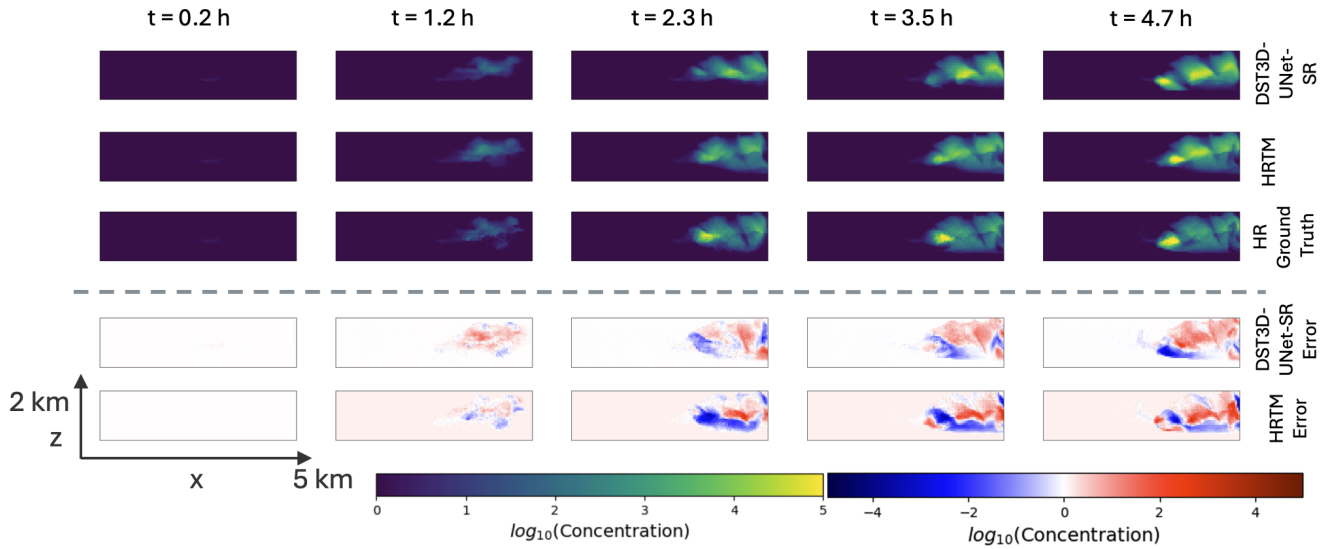 t = 0.2 h
t = 1.2 h
t = 2.3 h
t = 3.5 h
t = 4.7 h
DST3D-
UNet-
SR
HRTM
HR
Ground
Truth
DST3D-
UNet-SR
Error
HRTM
Error
2 km
z
x
5 km
0
1
2
3
4
5
log₁₀(Concentration)
−4
−2
0
2
4
log₁₀(Concentration)